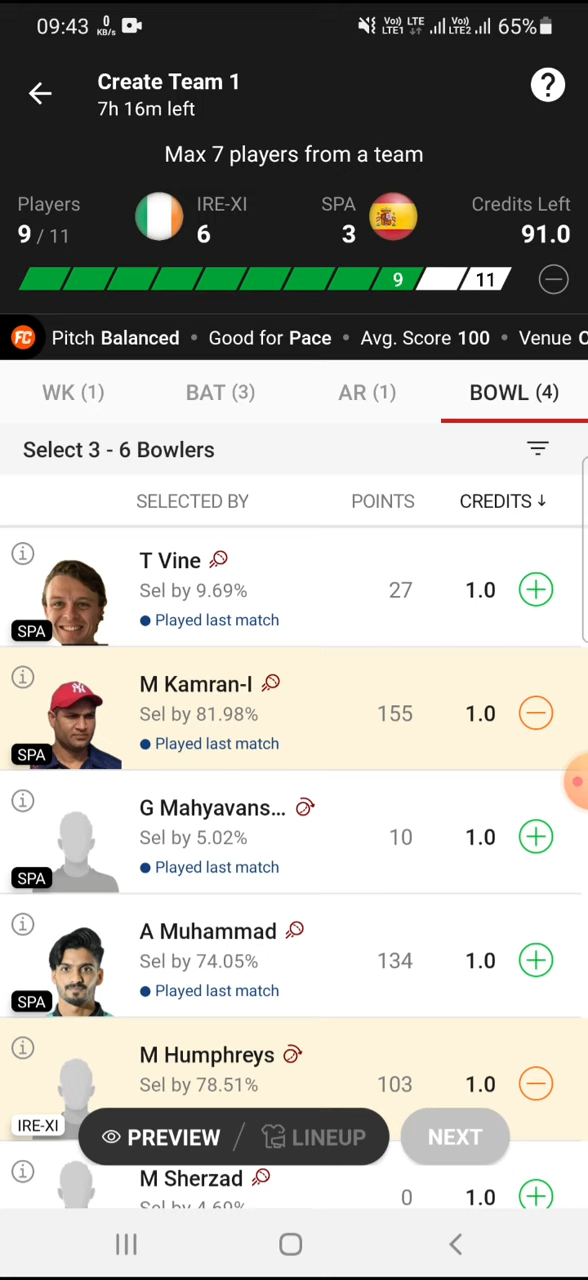 09:43 0 KB/s Vo) LTE LTE1 Vo) LTE2 65%
Create Team 1
7h 16m left
?
Max 7 players from a team
Players IRE-XI SPA Credits Left
9 / 11 6 3 91.0
9 11
FC Pitch Balanced • Good for Pace • Avg. Score 100 • Venue
WK (1) BAT (3) AR (1) BOWL (4)
Select 3 - 6 Bowlers
SELECTED BY POINTS CREDITS ↓
T Vine
Sel by 9.69% 27 1.0
Played last match
SPA
M Kamran-I
Sel by 81.98% 155 1.0
Played last match
SPA
G Mahyavans...
Sel by 5.02% 10 1.0
Played last match
SPA
A Muhammad
Sel by 74.05% 134 1.0
Played last match
SPA
M Humphreys
Sel by 78.51% 103 1.0
IRE-XI
PREVIEW / LINEUP NEXT
M Sherzad
Sel by 4.69% 0 1.0